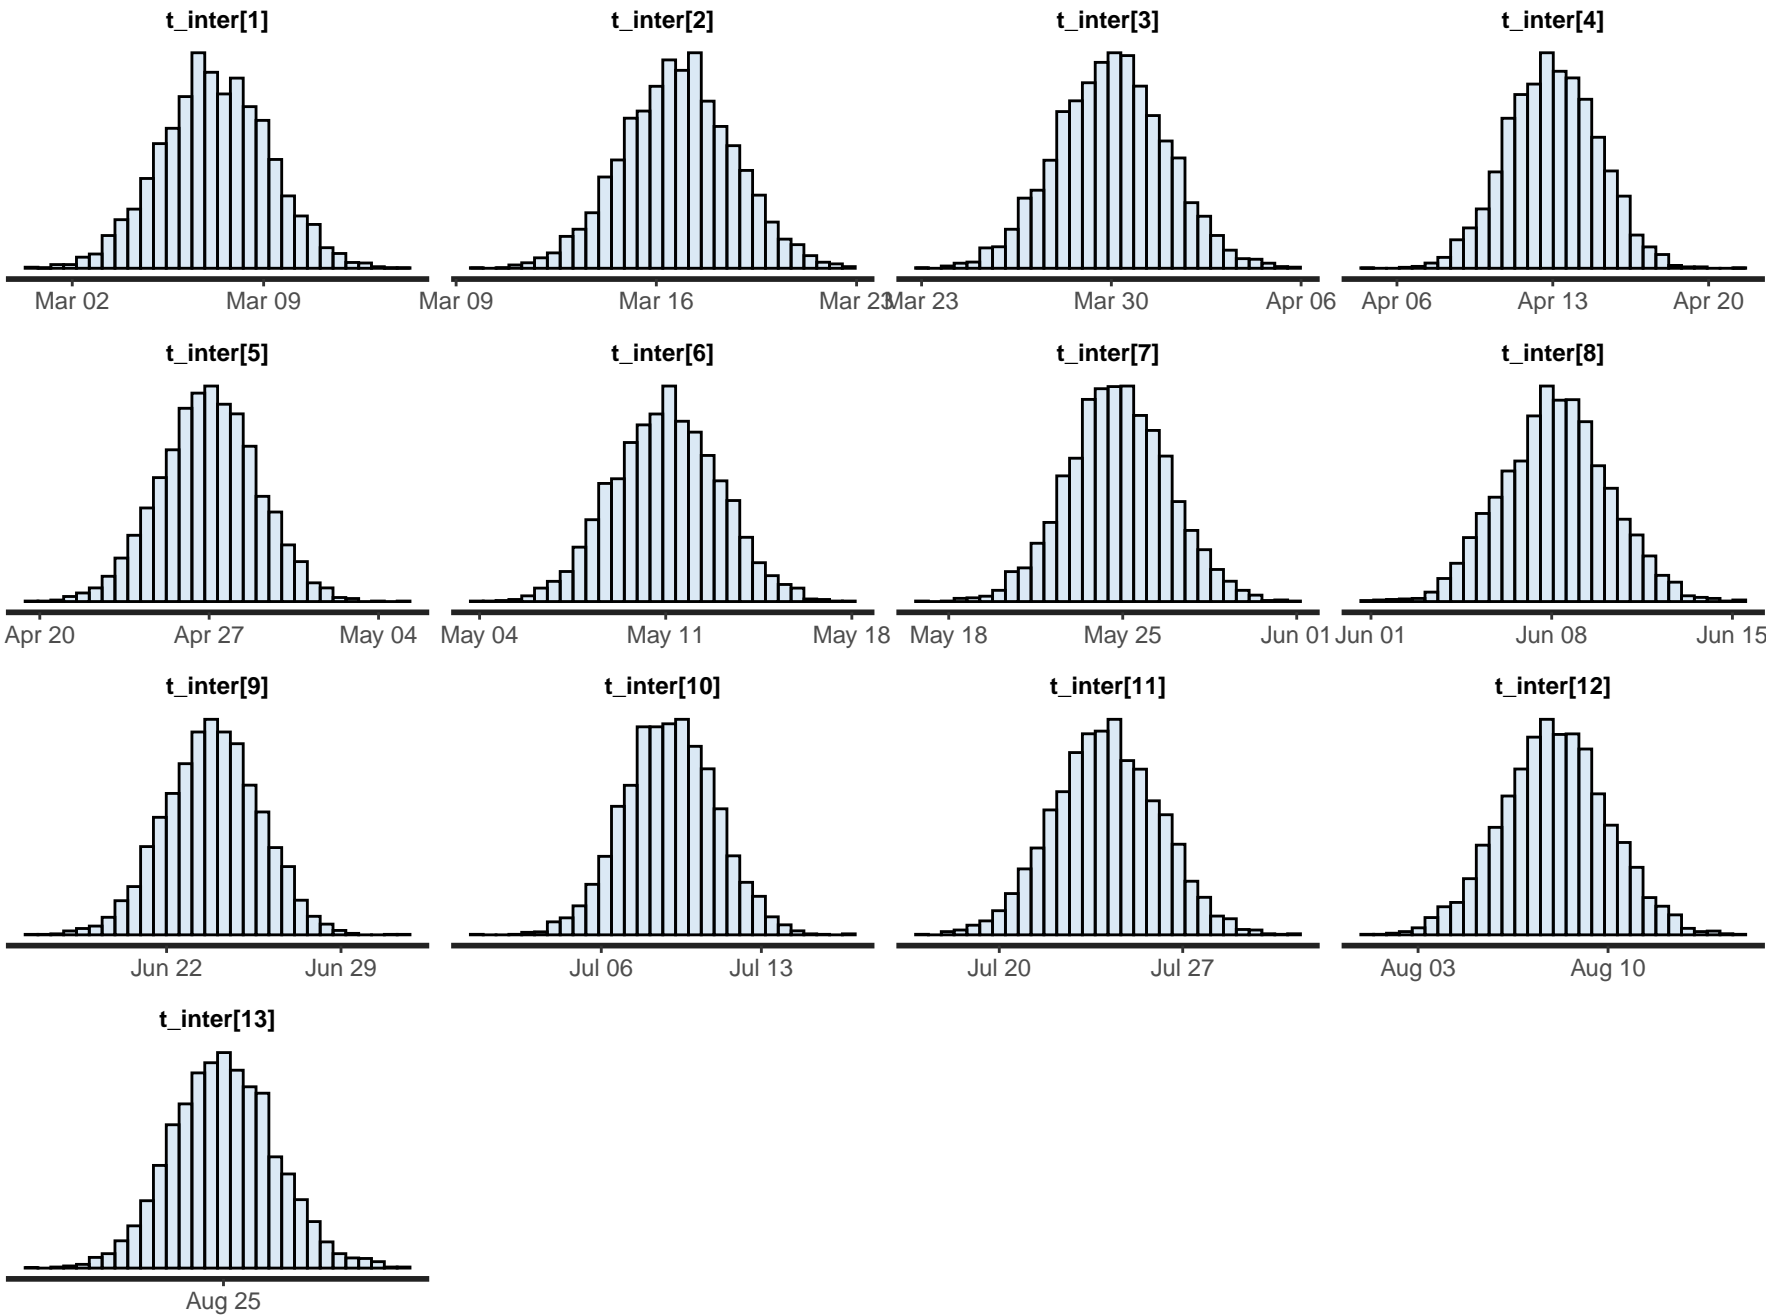 t_inter[1] t_inter[2] t_inter[3] t_inter[4]
Mar 02 Mar 09 Mar 09 Mar 16 Mar 23 Mar 23 Mar 30 Apr 06 Apr 06 Apr 13 Apr 20
t_inter[5] t_inter[6] t_inter[7] t_inter[8]
Apr 20 Apr 27 May 04 May 04 May 11 May 18 May 18 May 25 Jun 01 Jun 01 Jun 08 Jun 15
t_inter[9] t_inter[10] t_inter[11] t_inter[12]
Jun 22 Jun 29 Jul 06 Jul 13 Jul 20 Jul 27 Aug 03 Aug 10
t_inter[13]
Aug 25